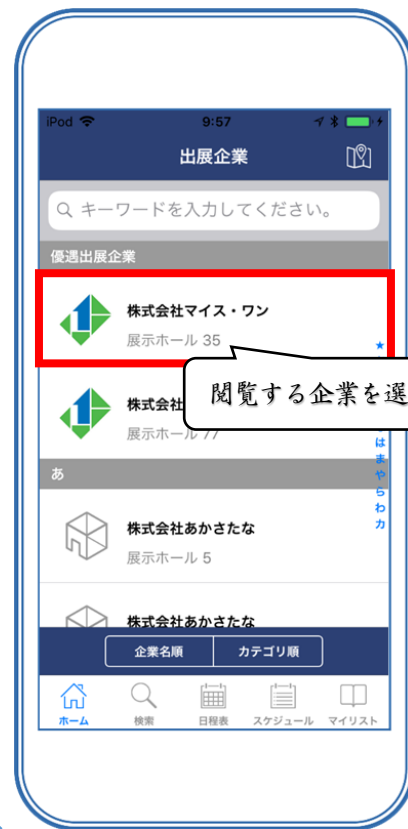 iPod 9:57
出展企業
キーワードを入力してください。
優遇出展企業
株式会社マイス・ワン
展示ホール 35
★
閲覧する企業を選
株式会社
展示ホール 77
は
ま
や
ら
わ
カ
あ
株式会社あかさたな
展示ホール 5
株式会社あかさたな
企業名順 カテゴリ順
ホーム 検索 日程表 スケジュール マイリスト